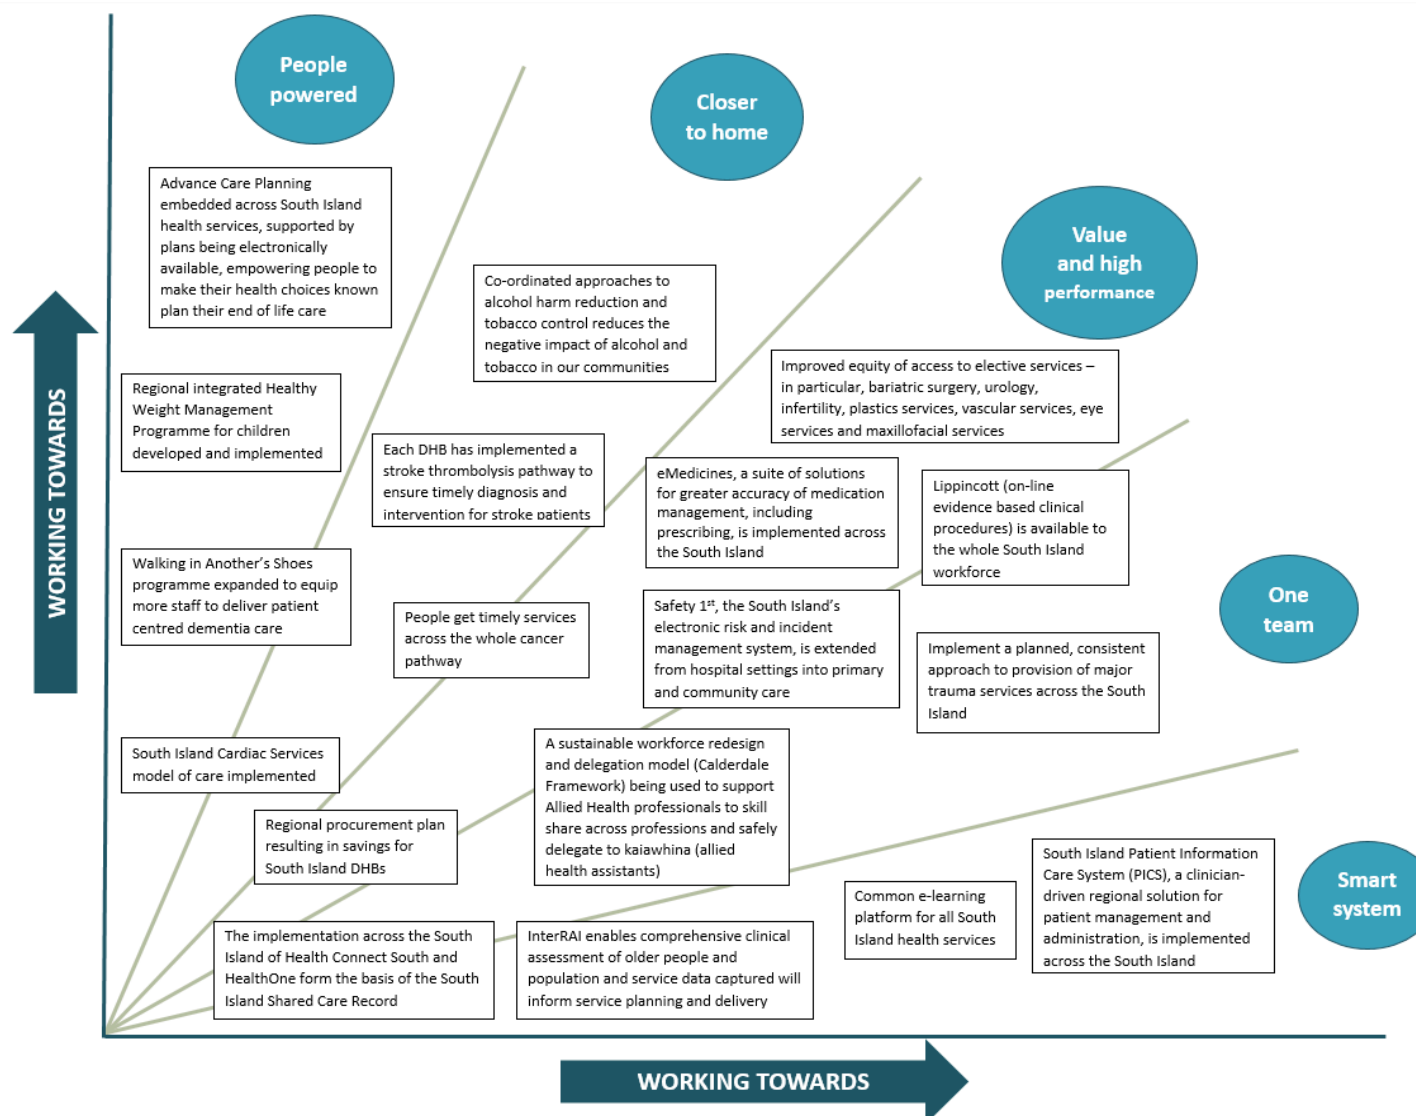 People
powered
Closer
to home
Value
and high
performance
One
team
Smart
system
Advance Care Planning
embedded across South Island
health services, supported by
plans being electronically
available, empowering people to
make their health choices known
plan their end of life care
Co-ordinated approaches to
alcohol harm reduction and
tobacco control reduces the
negative impact of alcohol and
tobacco in our communities
Improved equity of access to elective services –
in particular, bariatric surgery, urology,
infertility, plastics services, vascular services, eye
services and maxillofacial services
Regional integrated Healthy
Weight Management
Programme for children
developed and implemented
Each DHB has implemented a
stroke thrombolysis pathway to
ensure timely diagnosis and
intervention for stroke patients
eMedicines, a suite of solutions
for greater accuracy of medication
management, including
prescribing, is implemented across
the South Island
Lippincott (on-line
evidence based clinical
procedures) is available to
the whole South Island
workforce
Walking in Another’s Shoes
programme expanded to equip
more staff to deliver patient
centred dementia care
People get timely services
across the whole cancer
pathway
Safety 1st, the South Island’s
electronic risk and incident
management system, is extended
from hospital settings into primary
and community care
Implement a planned, consistent
approach to provision of major
trauma services across the South
Island
South Island Cardiac Services
model of care implemented
A sustainable workforce redesign
and delegation model (Calderdale
Framework) being used to support
Allied Health professionals to skill
share across professions and safely
delegate to kaiawhina (allied
health assistants)
Regional procurement plan
resulting in savings for
South Island DHBs
South Island Patient Information
Care System (PICS), a clinician-
driven regional solution for
patient management and
administration, is implemented
across the South Island
Common e-learning
platform for all South
Island health services
The implementation across the South
Island of Health Connect South and
HealthOne form the basis of the South
Island Shared Care Record
InterRAI enables comprehensive clinical
assessment of older people and
population and service data captured will
inform service planning and delivery
WORKING TOWARDS
WORKING TOWARDS